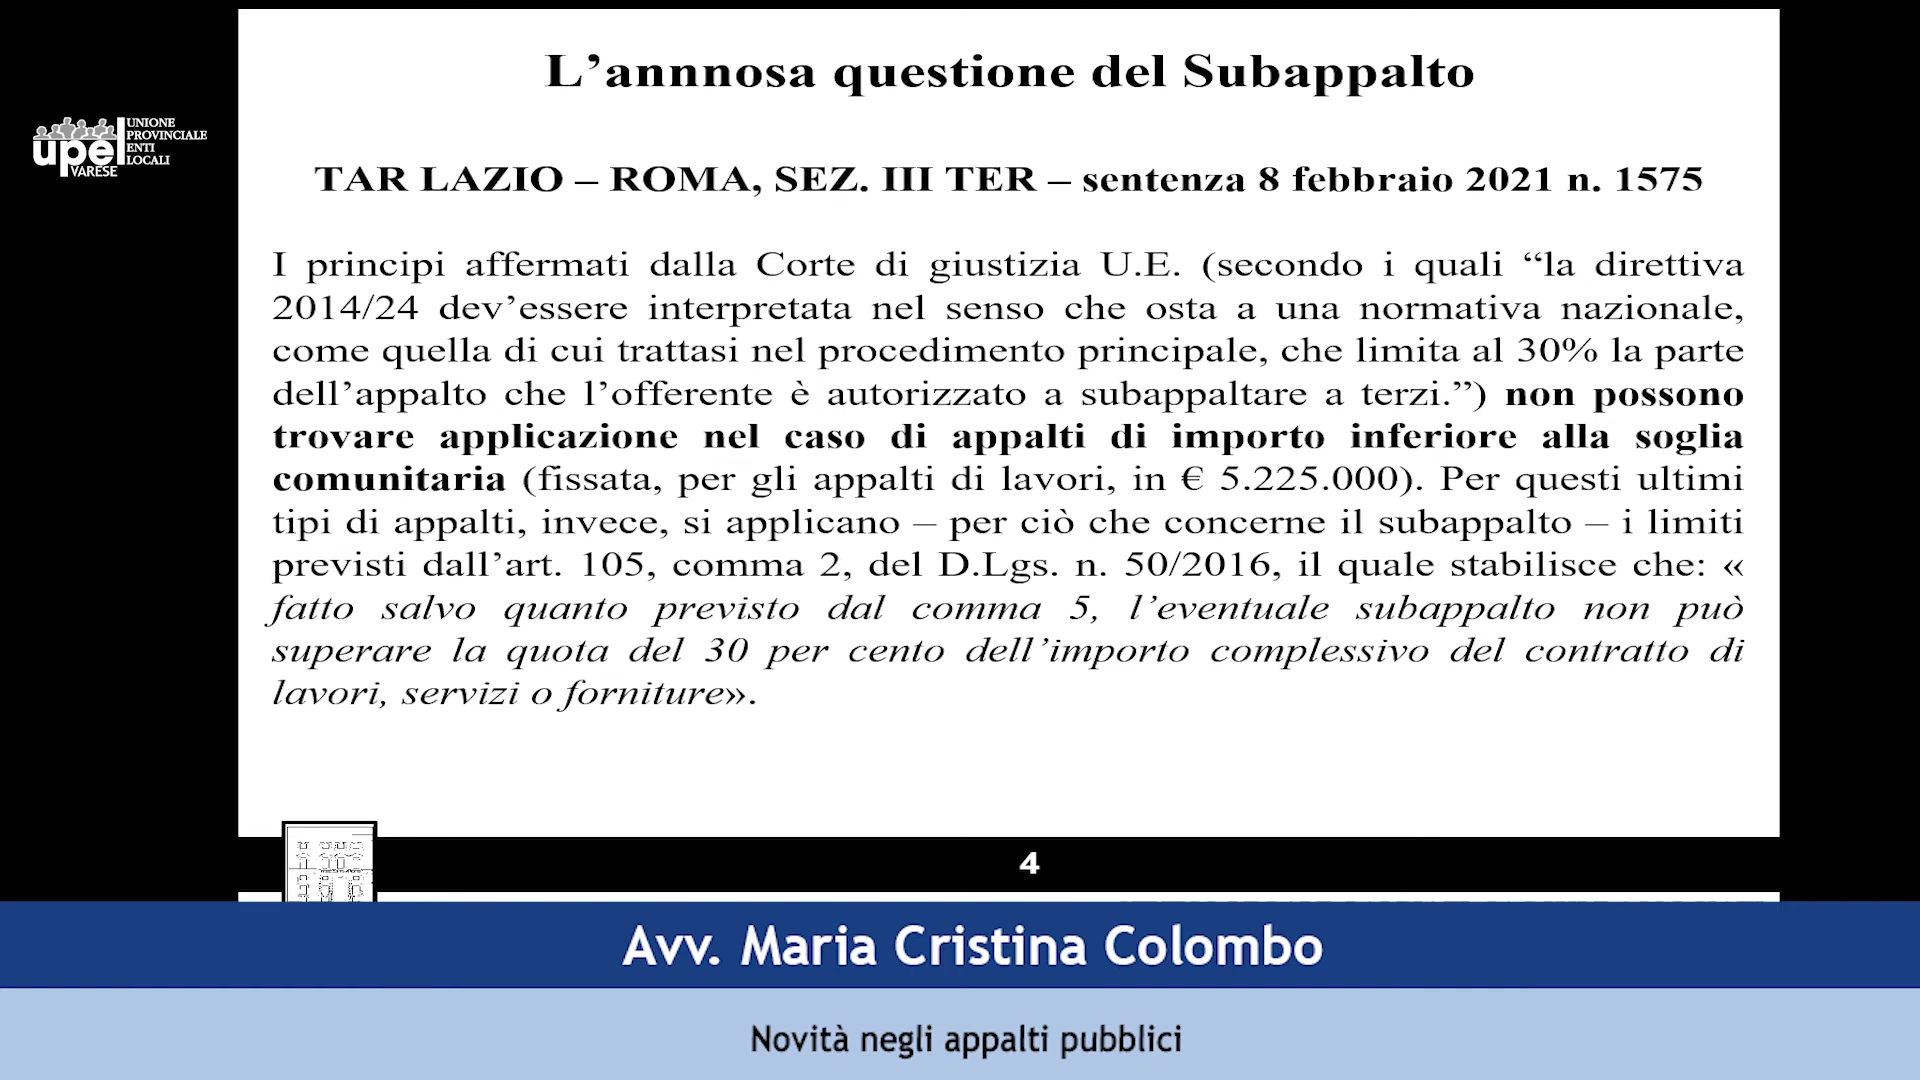 L’annnosa questione del Subappalto
upel
UNIONE
PROVINCIALE
ENTI
LOCALI
VARESE
TAR LAZIO – ROMA, SEZ. III TER – sentenza 8 febbraio 2021 n. 1575
I principi affermati dalla Corte di giustizia U.E. (secondo i quali “la direttiva
2014/24 dev’essere interpretata nel senso che osta a una normativa nazionale,
come quella di cui trattasi nel procedimento principale, che limita al 30% la parte
dell’appalto che l’offerente è autorizzato a subappaltare a terzi.”) non possono
trovare applicazione nel caso di appalti di importo inferiore alla soglia
comunitaria (fissata, per gli appalti di lavori, in € 5.225.000). Per questi ultimi
tipi di appalti, invece, si applicano – per ciò che concerne il subappalto – i limiti
previsti dall’art. 105, comma 2, del D.Lgs. n. 50/2016, il quale stabilisce che: «
fatto salvo quanto previsto dal comma 5, l’eventuale subappalto non può
superare la quota del 30 per cento dell’importo complessivo del contratto di
lavori, servizi o forniture».
4
Avv. Maria Cristina Colombo
Novità negli appalti pubblici